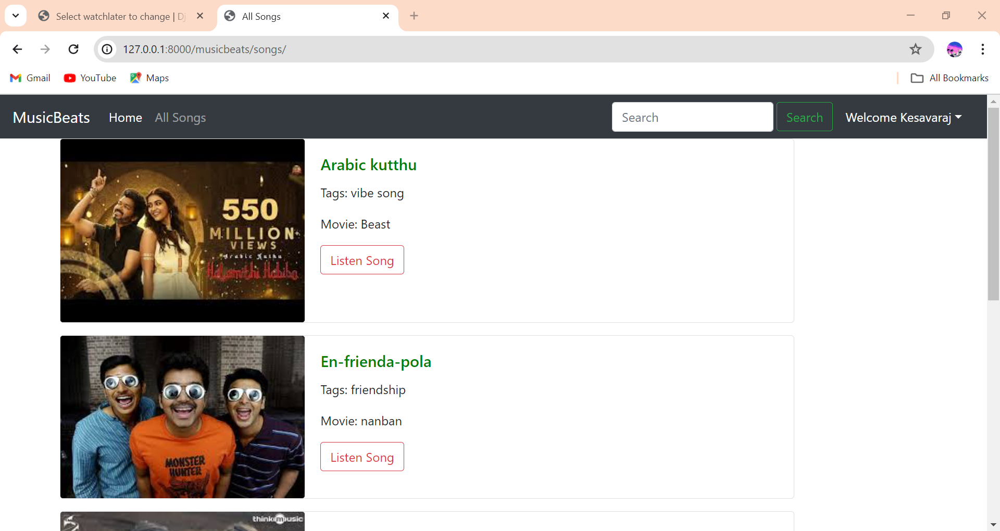 Select watchlater to change | Dj
All Songs
127.0.0.1:8000/musicbeats/songs/
Gmail
YouTube
Maps
All Bookmarks
MusicBeats
Home
All Songs
Search
Search
Welcome Kesavaraj
550
MILLION
VIEWS
Arabic Kuthu
Halamithi Habibo
Arabic kutthu
Tags: vibe song
Movie: Beast
Listen Song
MONSTER
HUNTER
En-frienda-pola
Tags: friendship
Movie: nanban
Listen Song
think music